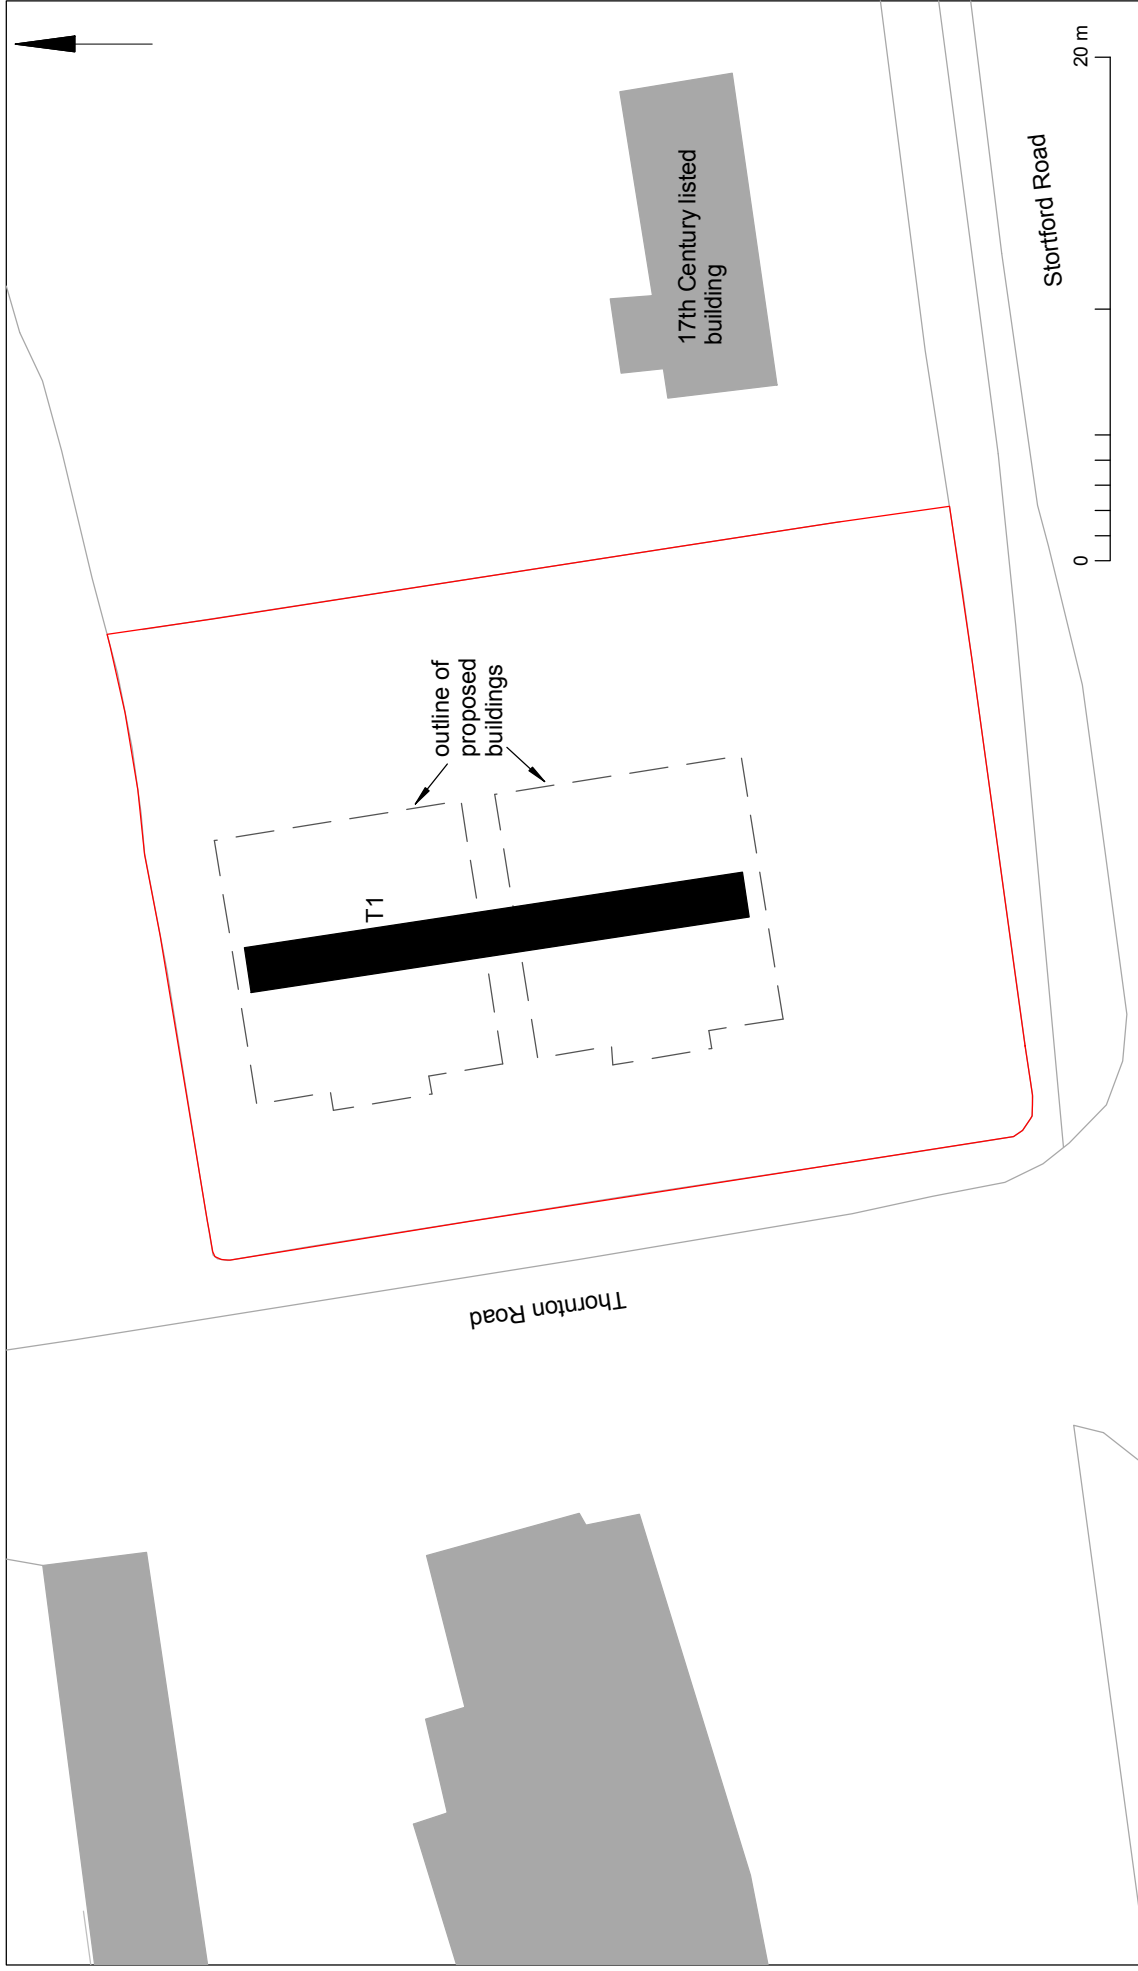 T1
outline of
proposed
buildings
17th Century listed
building
Thornton Road
Stortford Road
0
20 m